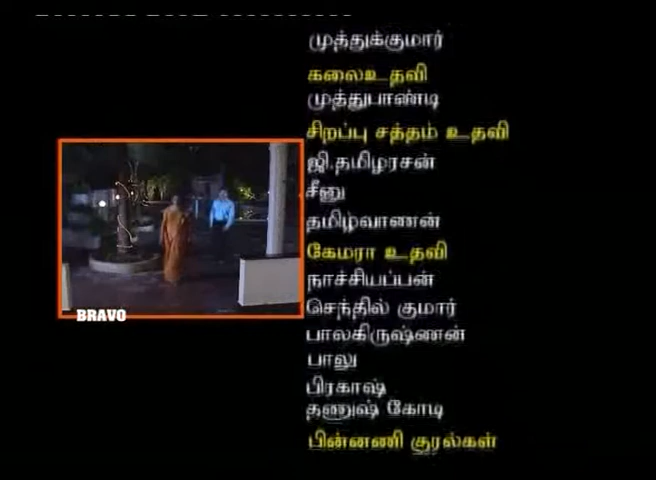 முத்துக்குமார்
கலைஉதவி
முத்துபாண்டி
சிறப்பு சத்தம் உதவி
ஜி.தமிழரசன்
சீனு
தமிழ்வாணன்
கேமரா உதவி
நாச்சியப்பன்
செந்தில் குமார்
பாலகிருஷ்ணன்
பாலு
பிரகாஷ்
தனுஷ் கோடி
பின்னணி குரல்கள்
BRAVO